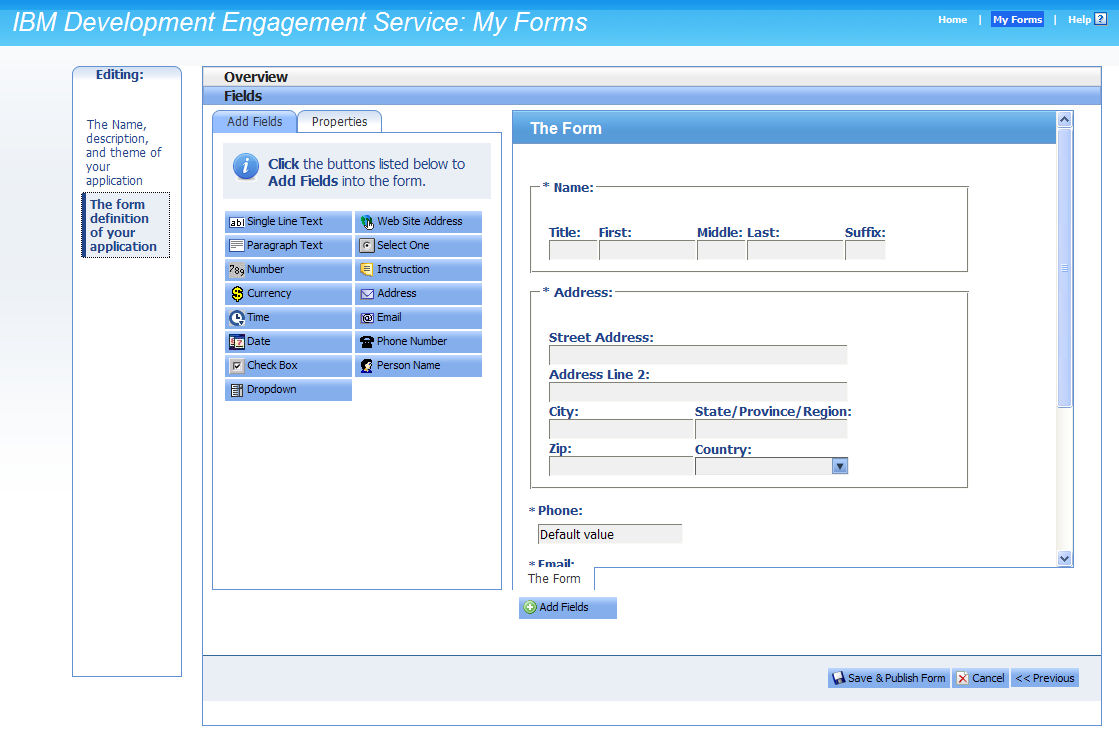 IBM Development Engagement Service: My Forms
Home | My Forms | Help ?
Editing:
The Name,
description,
and theme of
your
application
The form
definition
of your
application
Overview
Fields
Add Fields
Properties
i
Click the buttons listed below to
Add Fields into the form.
ab Single Line Text
Web Site Address
Paragraph Text
Select One
789 Number
Instruction
$ Currency
Address
Time
@ Email
Date
Phone Number
Check Box
Person Name
Dropdown
The Form
* Name:
Title: First: Middle: Last: Suffix:
* Address:
Street Address:
Address Line 2:
City: State/Province/Region:
Zip: Country:
* Phone:
Default value
* Email:
The Form
Add Fields
Save & Publish Form
Cancel
<< Previous